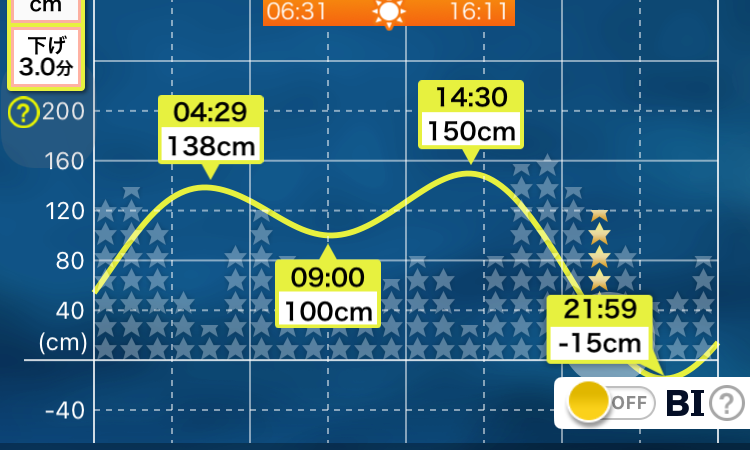 cm
06:31
16:11
下げ
3.0分
?
200
04:29
138cm
14:30
150cm
160
120
80
09:00
100cm
40
21:59
-15cm
(cm)
-40
OFF
BI
?